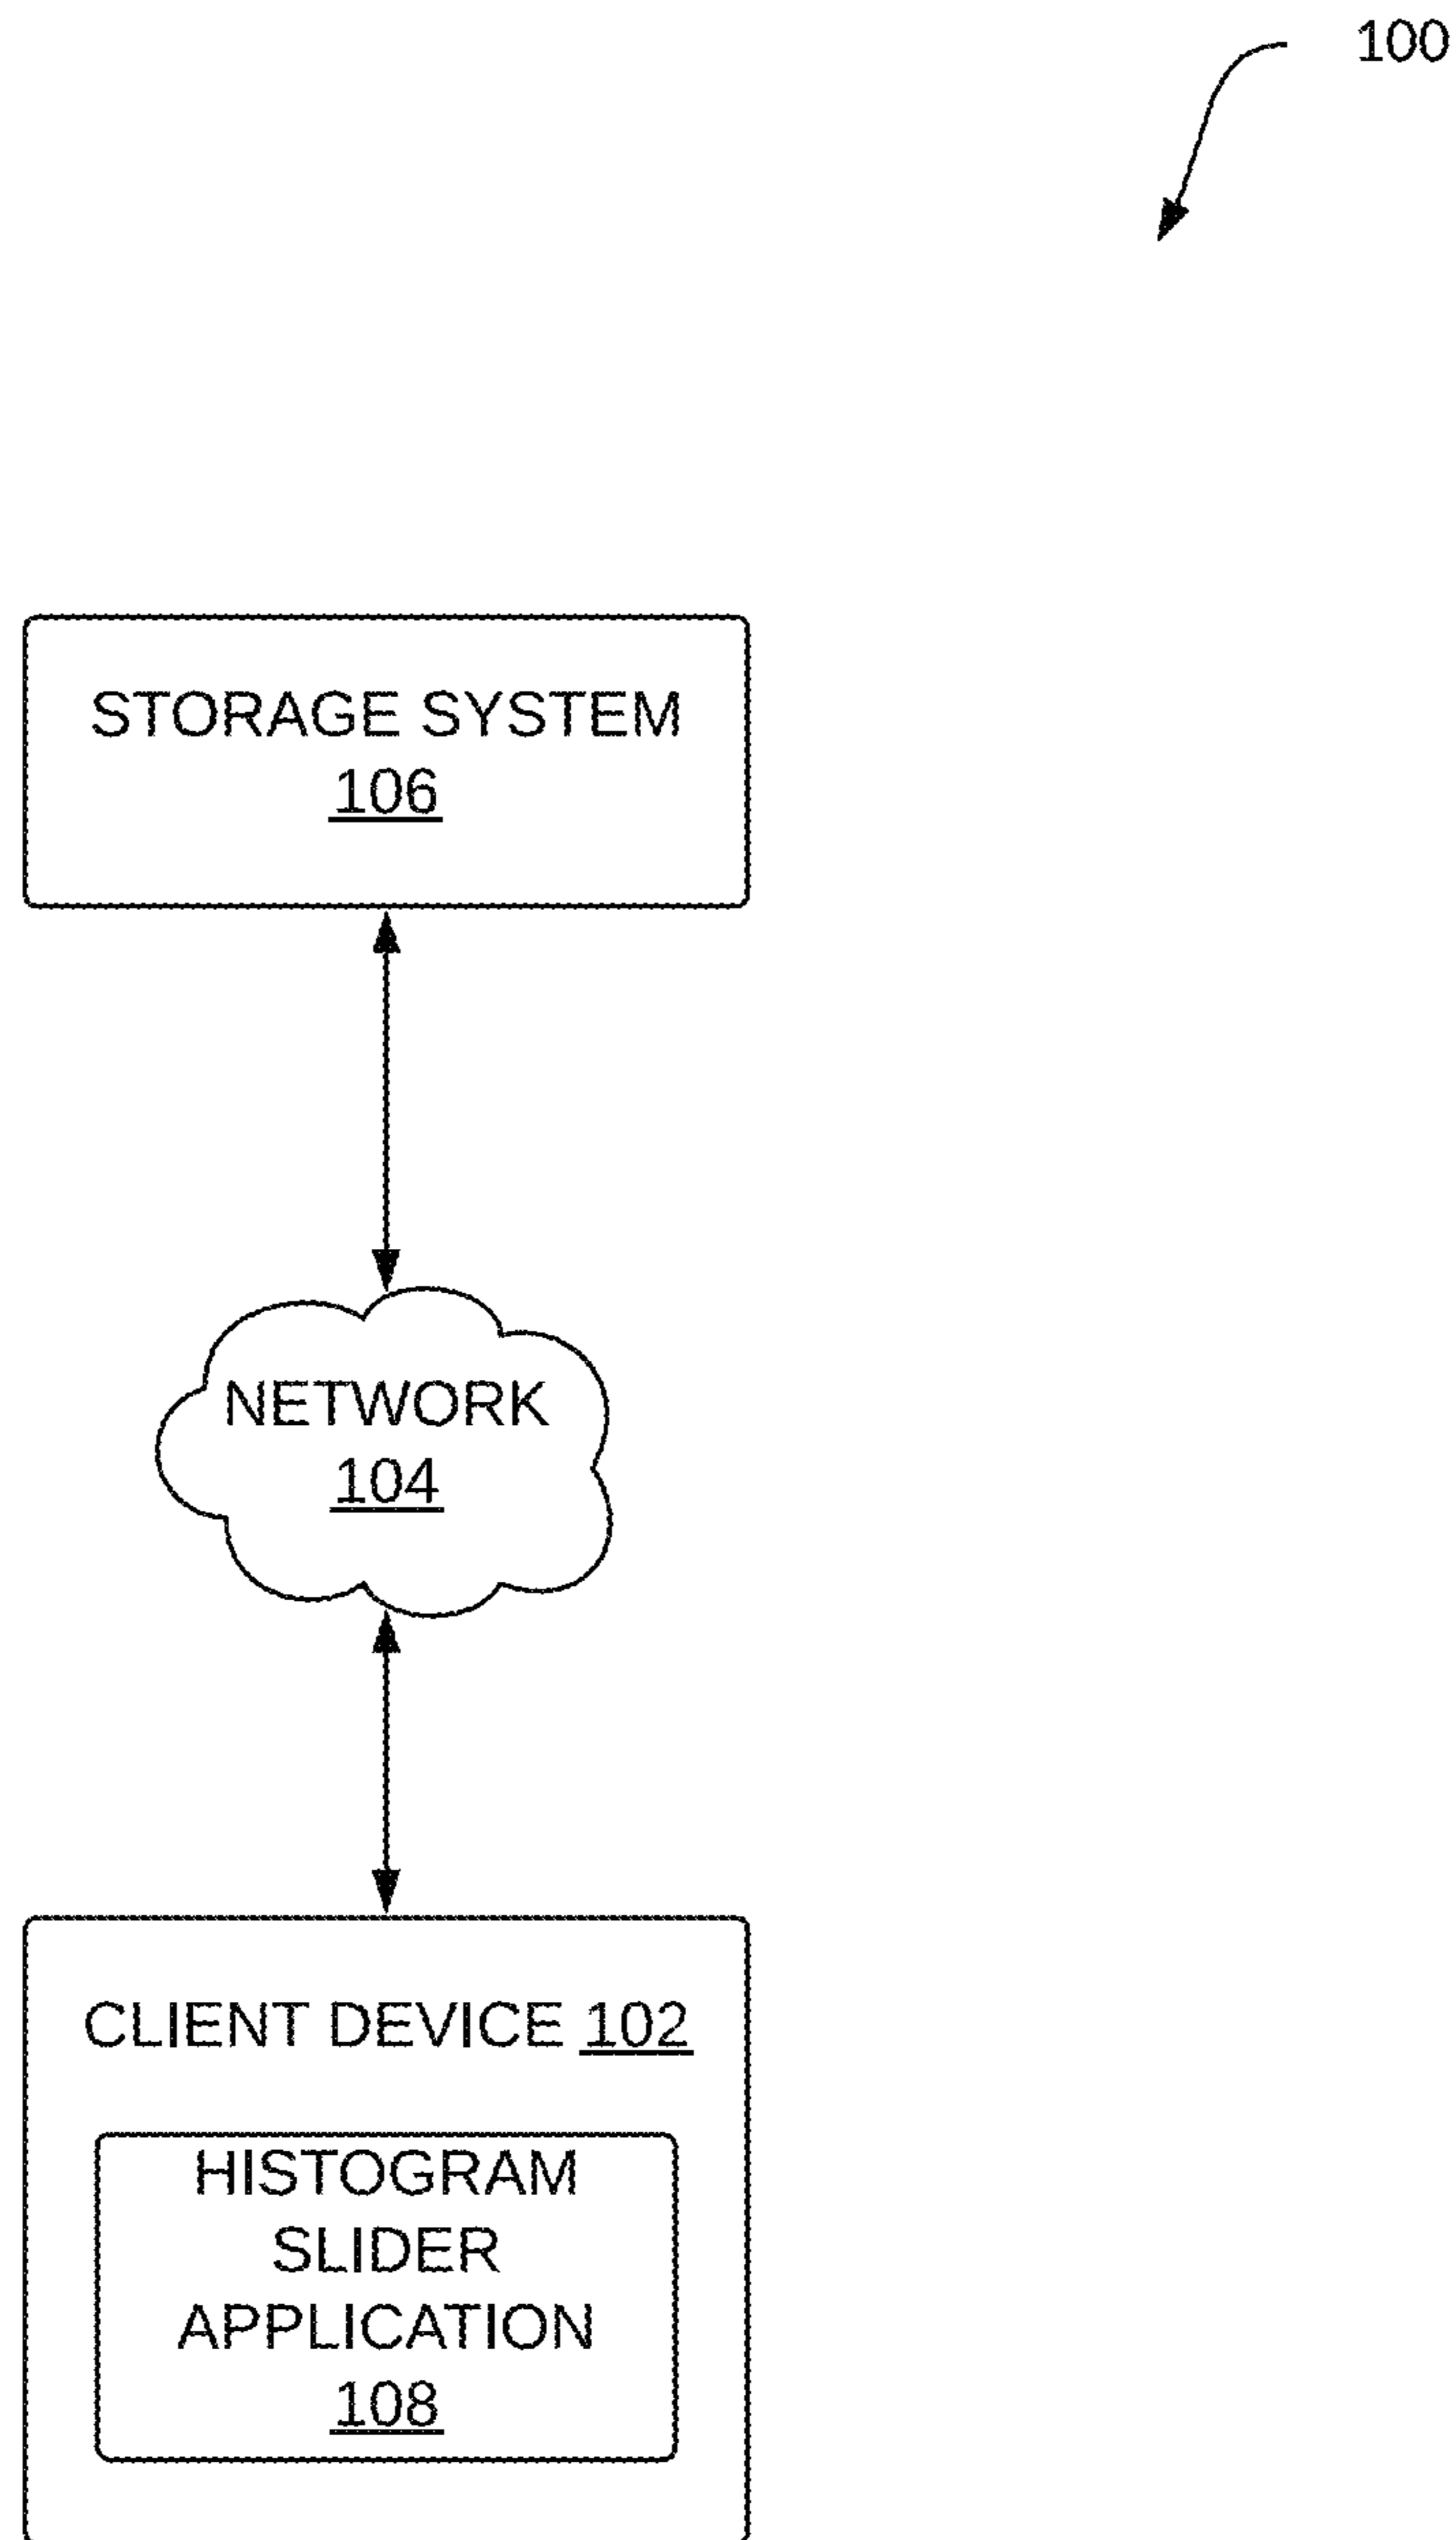 100
STORAGE SYSTEM
106
NETWORK
104
CLIENT DEVICE 102
HISTOGRAM
SLIDER
APPLICATION
108